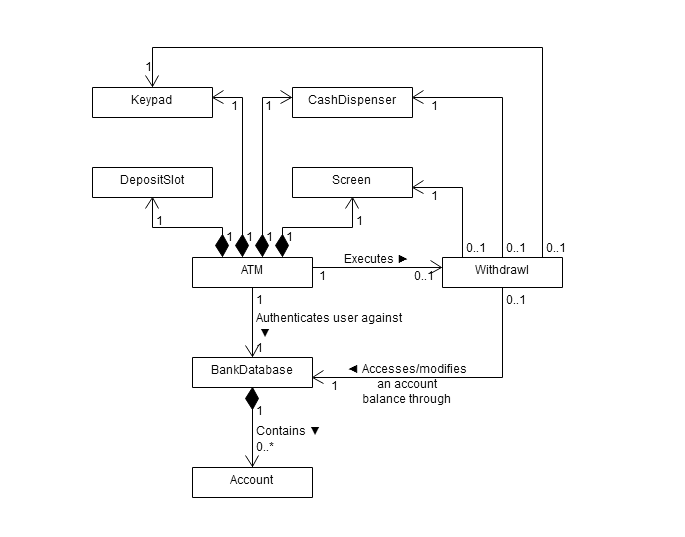 1
Keypad
1
1
CashDispenser
1
DepositSlot
Screen
1
1
1
1
1
1
1
0..1
0..1
0..1
Executes ►
ATM
1
0..1
Withdrawl
1
0..1
Authenticates user against
▼
1
BankDatabase
1
◄ Accesses/modifies
an account
balance through
1
Contains ▼
0..*
Account